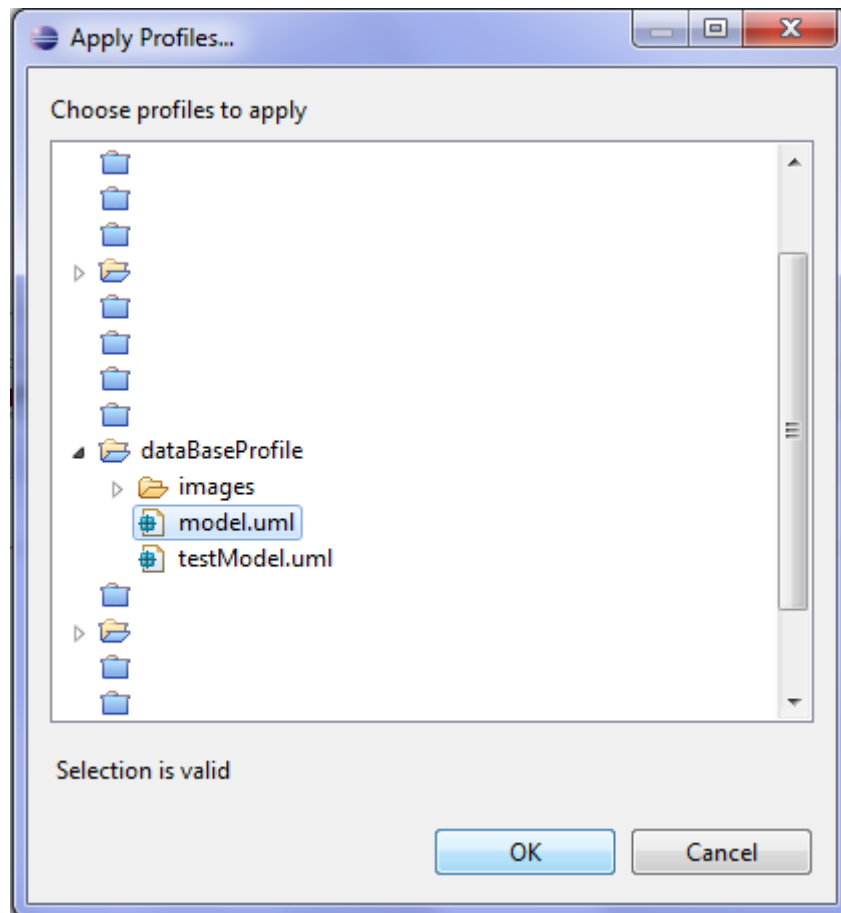 Apply Profiles...
Choose profiles to apply
dataBaseProfile
images
model.uml
testModel.uml
Selection is valid
OK
Cancel